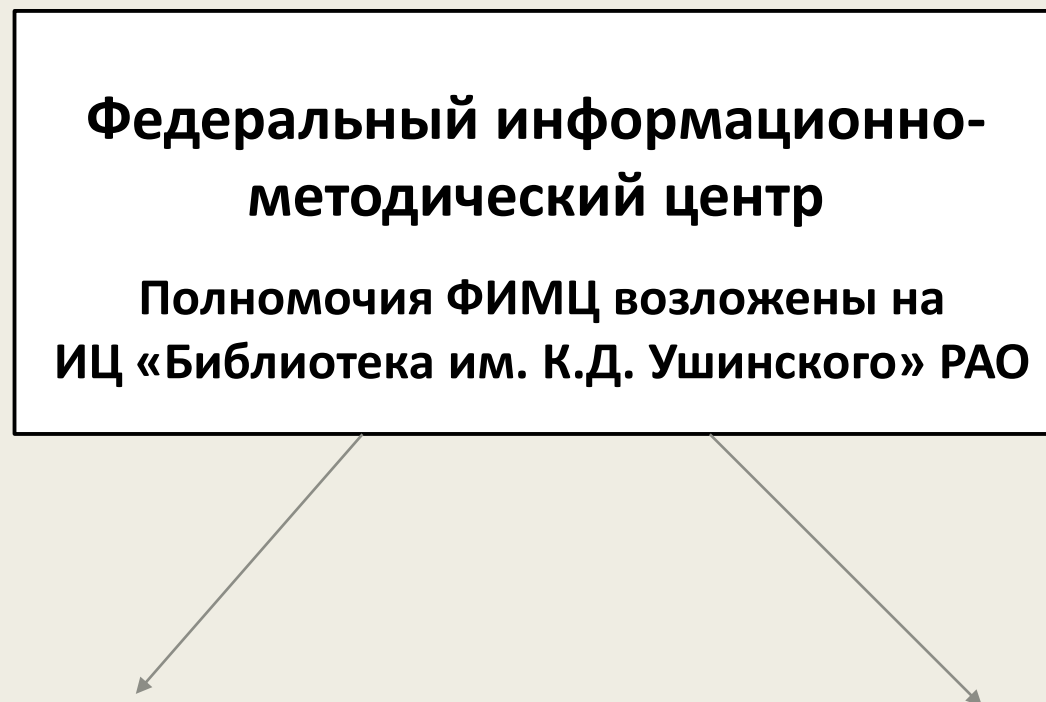 Федеральный информационно-
методический центр
Полномочия ФИМЦ возложены на
ИЦ «Библиотека им. К.Д. Ушинского» РАО